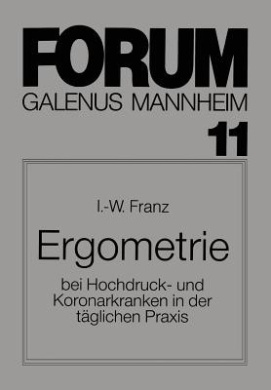 FORUM
GALENUS MANNHEIM
11
I.-W. Franz
Ergometrie
bei Hochdruck- und
Koronarkranken in der
täglichen Praxis